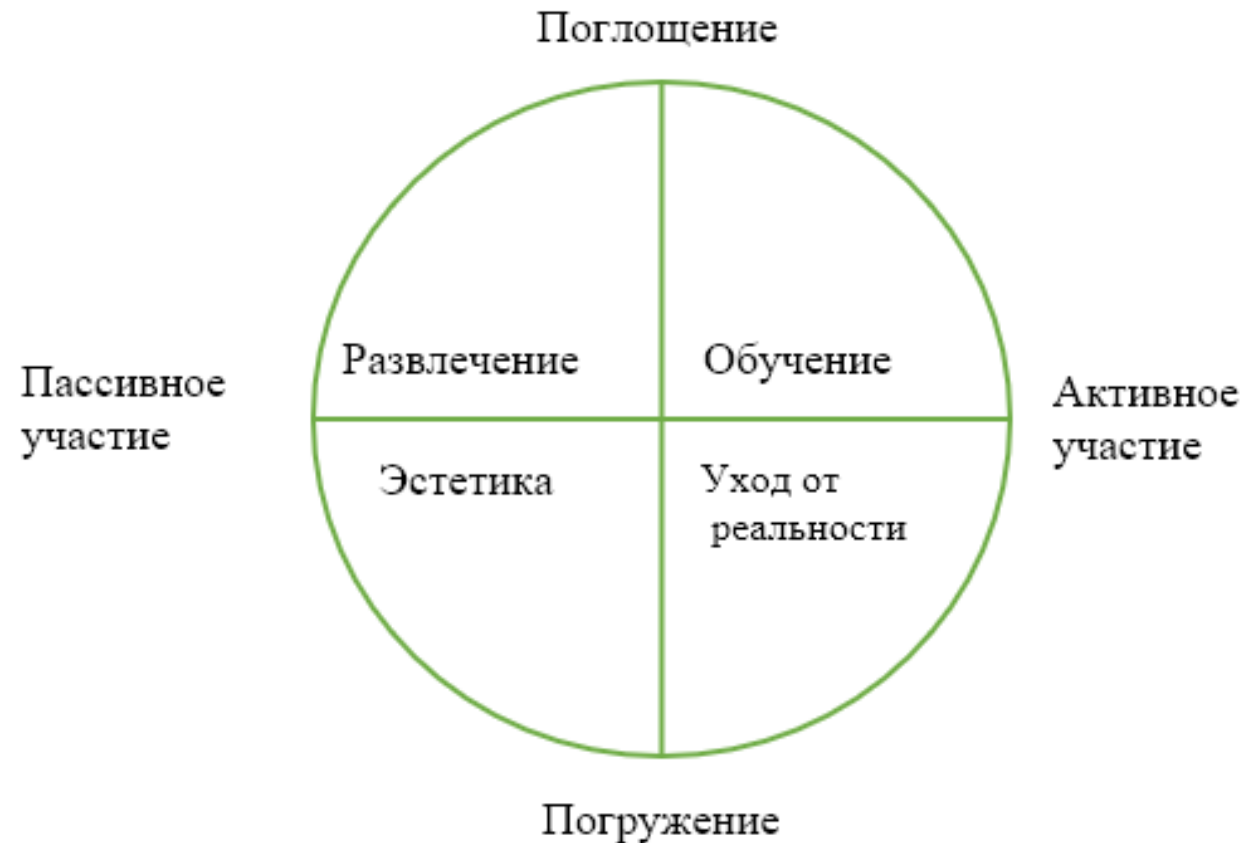 Поглощение
Развлечение
Обучение
Пассивное
участие
Активное
участие
Эстетика
Уход от
реальности
Погружение